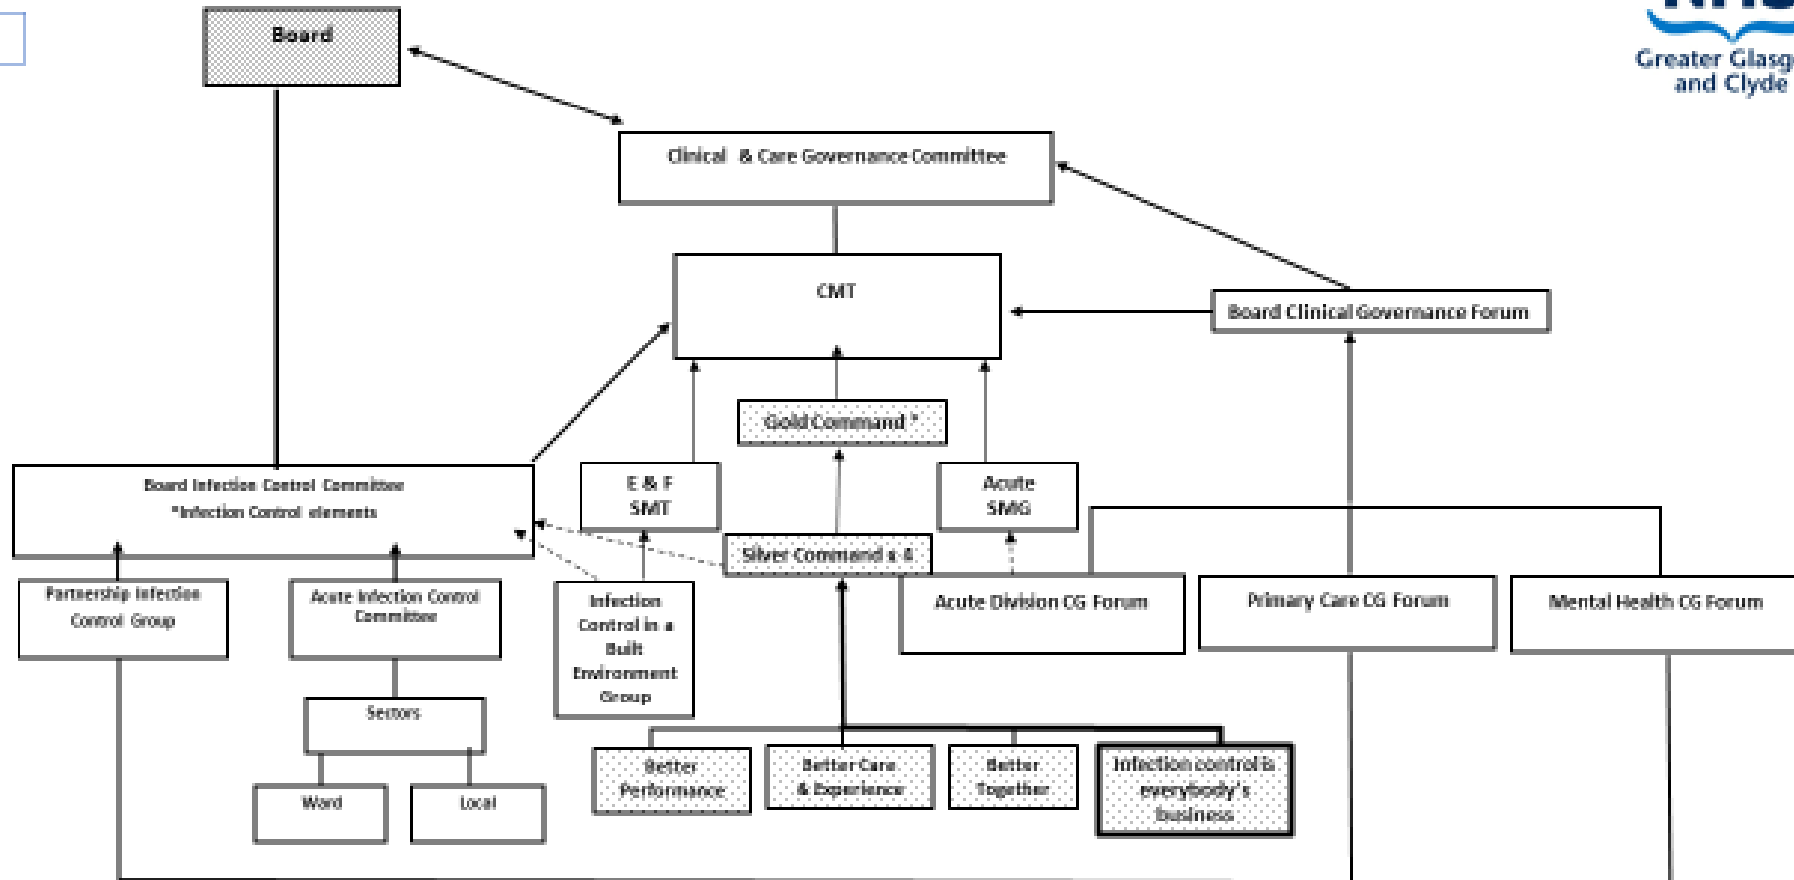 Board
Greater Glasg
and Clyde
Clinical & Care Governance Committee
CMT
Board Clinical Governance Forum
Gold Command *
Board Infection Control Committee
*Infection Control elements
E & F
SMT
Acute
SMG
Silver Command x 4
Partnership Infection
Control Group
Acute Infection Control
Committee
Infection
Control in a
Built
Environment
Group
Acute Division CG Forum
Primary Care CG Forum
Mental Health CG Forum
Sectors
Ward
Local
Better
Performance
Better Care
& Experience
Better
Together
Infection control is
everybody's
business